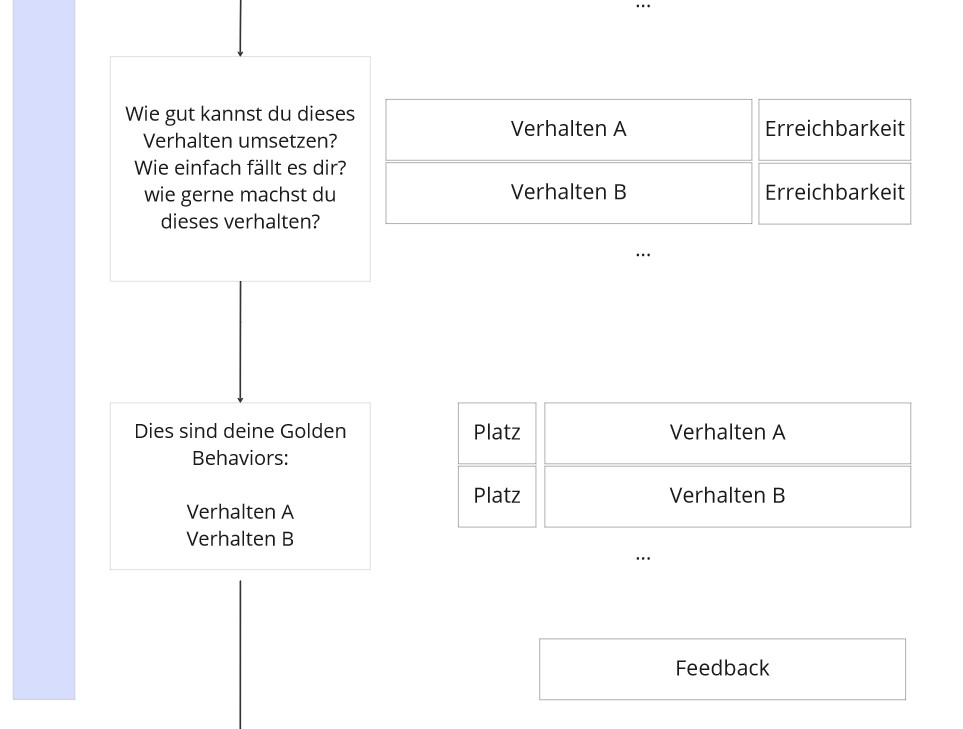 ...
Wie gut kannst du dieses
Verhalten umsetzen?
Wie einfach fällt es dir?
wie gerne machst du
dieses verhalten?
Verhalten A
Erreichbarkeit
Verhalten B
Erreichbarkeit
...
Dies sind deine Golden
Behaviors:
Verhalten A
Verhalten B
Platz
Verhalten A
Platz
Verhalten B
...
Feedback